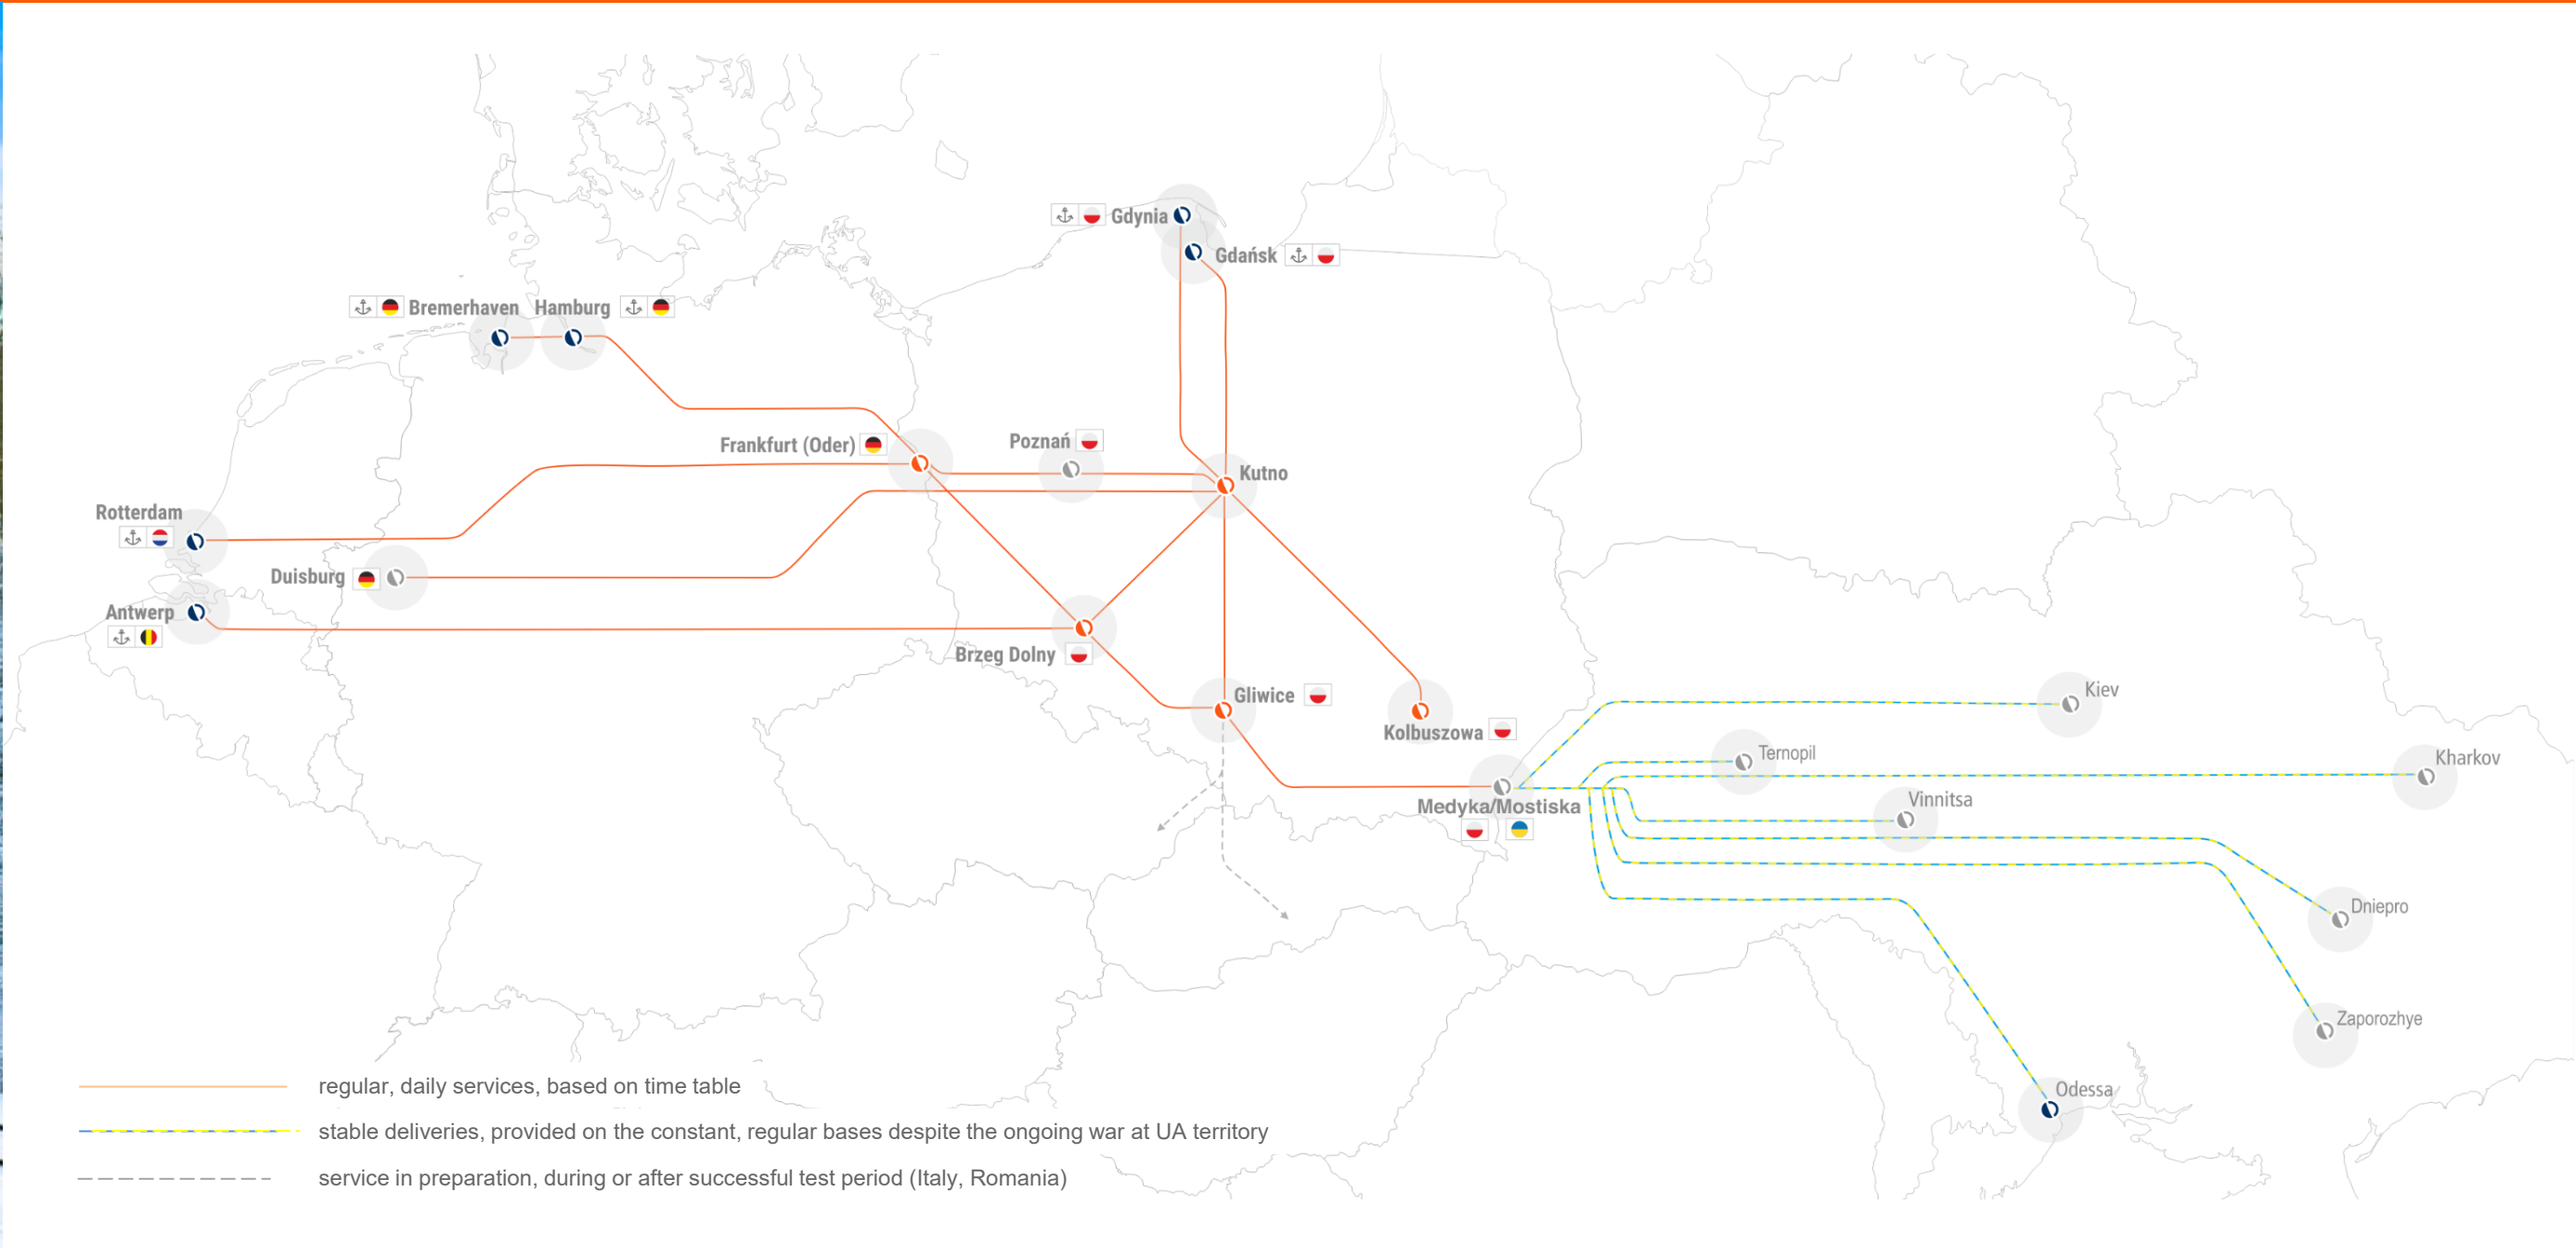 Gdynia
Gdańsk
Bremerhaven
Hamburg
Frankfurt (Oder)
Poznań
Kutno
Rotterdam
Duisburg
Antwerp
Brzeg Dolny
Gliwice
Kolbuszowa
Kiev
Ternopil
Kharkov
Medyka/Mostiska
Vinnitsa
Dniepro
Zaporozhye
Odessa
regular, daily services, based on time table
stable deliveries, provided on the constant, regular bases despite the ongoing war at UA territory
service in preparation, during or after successful test period (Italy, Romania)